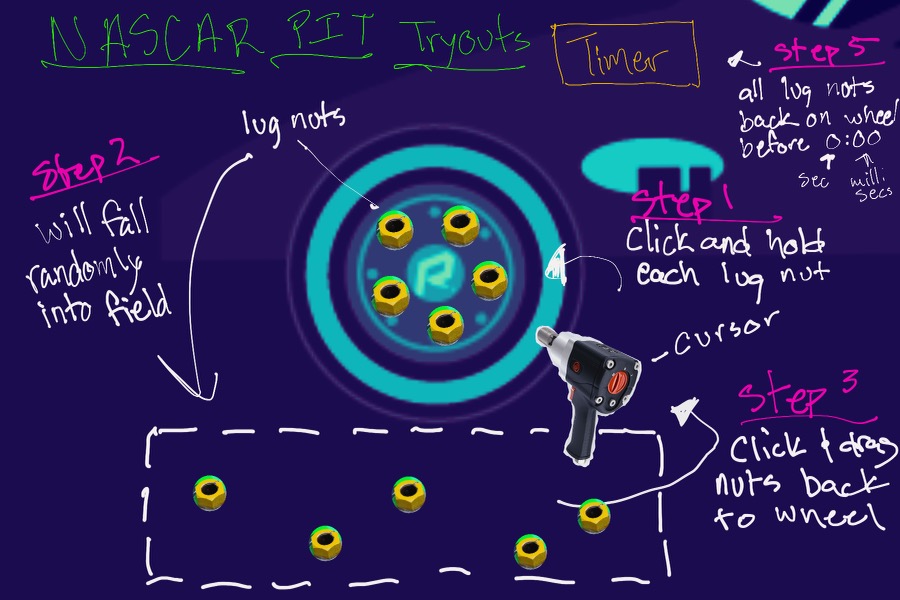 NASCAR PIT Tryouts
Timer
Step 5
all lug nots
back on wheel
before 0:00
sec milli
secs
lug nuts
Step 2
will fall
randomly
into field
Step 1
Click and hold
each lug nut
R
cursor
Step 3
Click & drag
nuts back
to wheel